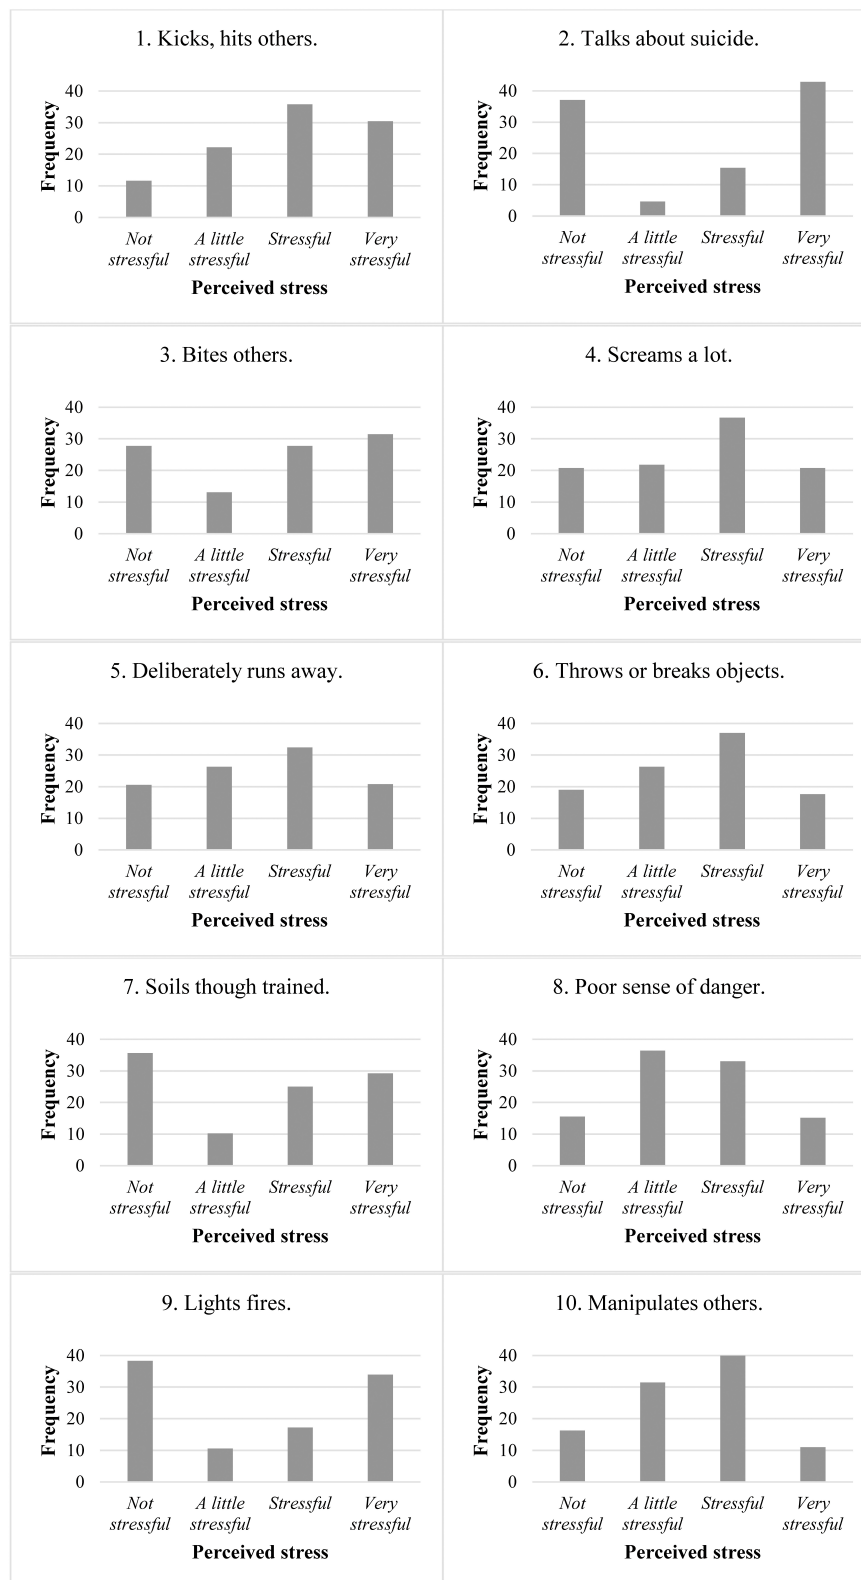 1. Kicks, hits others.
Frequency
40
30
20
10
0
Not stressful
A little stressful
Stressful
Very stressful
Perceived stress
2. Talks about suicide.
Frequency
40
30
20
10
0
Not stressful
A little stressful
Stressful
Very stressful
Perceived stress
3. Bites others.
Frequency
40
30
20
10
0
Not stressful
A little stressful
Stressful
Very stressful
Perceived stress
4. Screams a lot.
Frequency
40
30
20
10
0
Not stressful
A little stressful
Stressful
Very stressful
Perceived stress
5. Deliberately runs away.
Frequency
40
30
20
10
0
Not stressful
A little stressful
Stressful
Very stressful
Perceived stress
6. Throws or breaks objects.
Frequency
40
30
20
10
0
Not stressful
A little stressful
Stressful
Very stressful
Perceived stress
7. Soils though trained.
Frequency
40
30
20
10
0
Not stressful
A little stressful
Stressful
Very stressful
Perceived stress
8. Poor sense of danger.
Frequency
40
30
20
10
0
Not stressful
A little stressful
Stressful
Very stressful
Perceived stress
9. Lights fires.
Frequency
40
30
20
10
0
Not stressful
A little stressful
Stressful
Very stressful
Perceived stress
10. Manipulates others.
Frequency
40
30
20
10
0
Not stressful
A little stressful
Stressful
Very stressful
Perceived stress